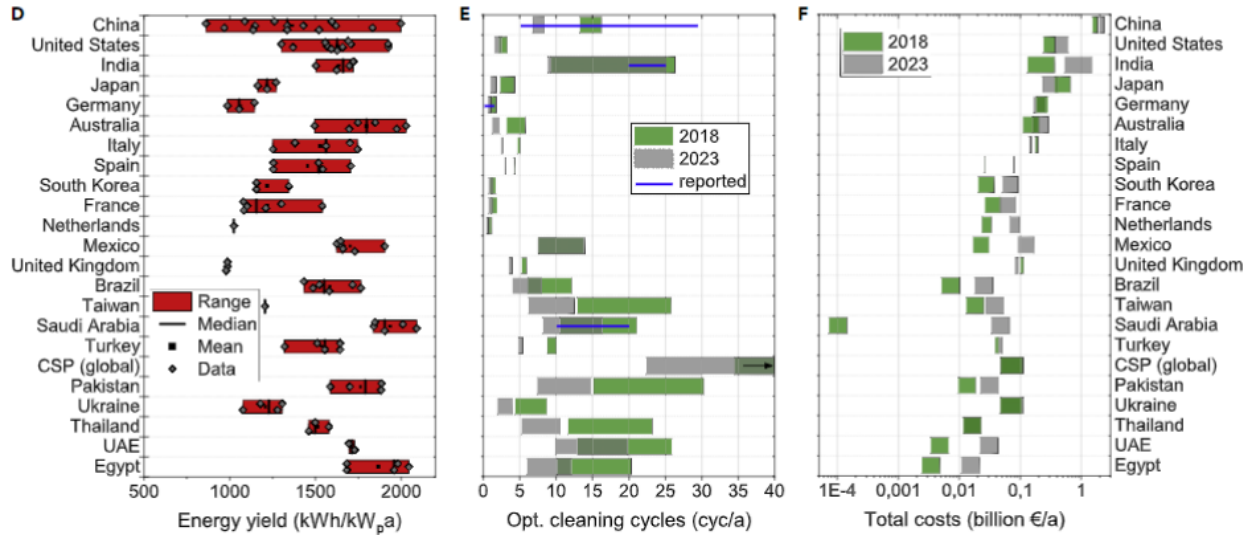 D
China
United States
India
Japan
Germany
Australia
Italy
Spain
South Korea
France
Netherlands
Mexico
United Kingdom
Brazil
Taiwan
Saudi Arabia
Turkey
CSP (global)
Pakistan
Ukraine
Thailand
UAE
Egypt
Range
Median
Mean
Data
500 1000 1500 2000
Energy yield (kWh/kWpa)
E
2018
2023
reported
0 5 10 15 20 25 30 35 40
Opt. cleaning cycles (cyc/a)
F
2018
2023
China
United States
India
Japan
Germany
Australia
Italy
Spain
South Korea
France
Netherlands
Mexico
United Kingdom
Brazil
Taiwan
Saudi Arabia
Turkey
CSP (global)
Pakistan
Ukraine
Thailand
UAE
Egypt
1E-4 0,001 0,01 0,1 1
Total costs (billion €/a)